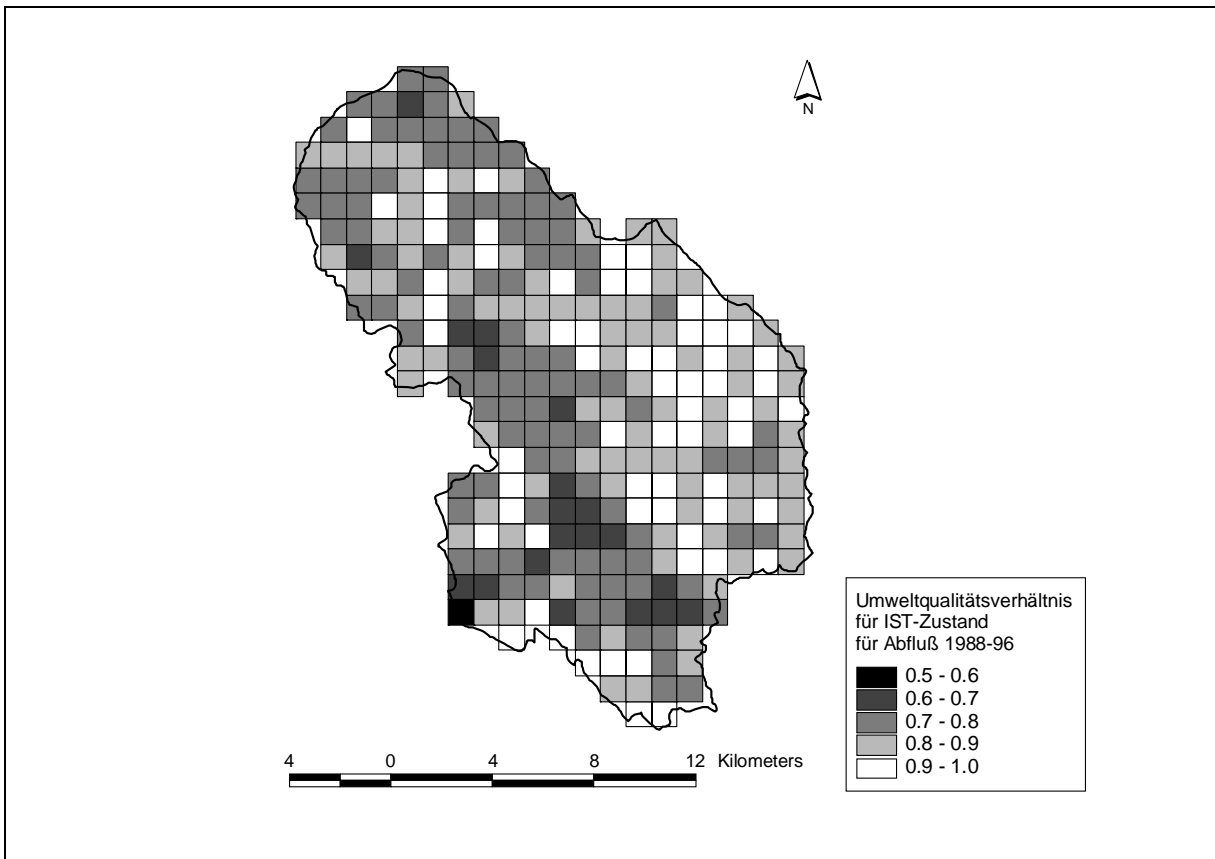 N
Umweltqualitätsverhältnis
für IST-Zustand
für Abfluß 1988-96
0.5 - 0.6
0.6 - 0.7
0.7 - 0.8
0.8 - 0.9
0.9 - 1.0
4 0 4 8 12 Kilometers